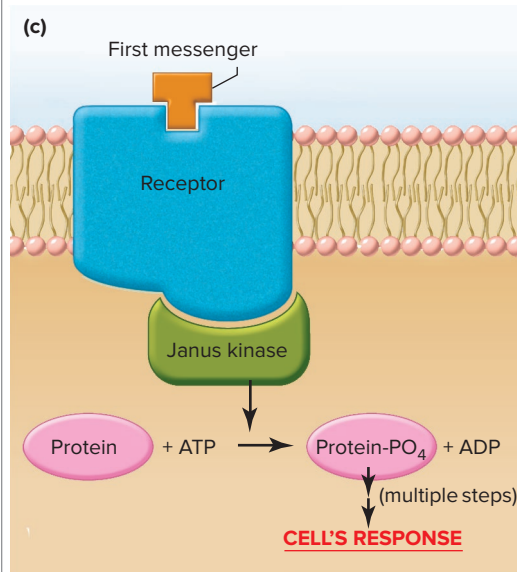 (c)
First messenger
Receptor
Janus kinase
Protein + ATP Protein-PO₄ + ADP
(multiple steps)
CELL'S RESPONSE